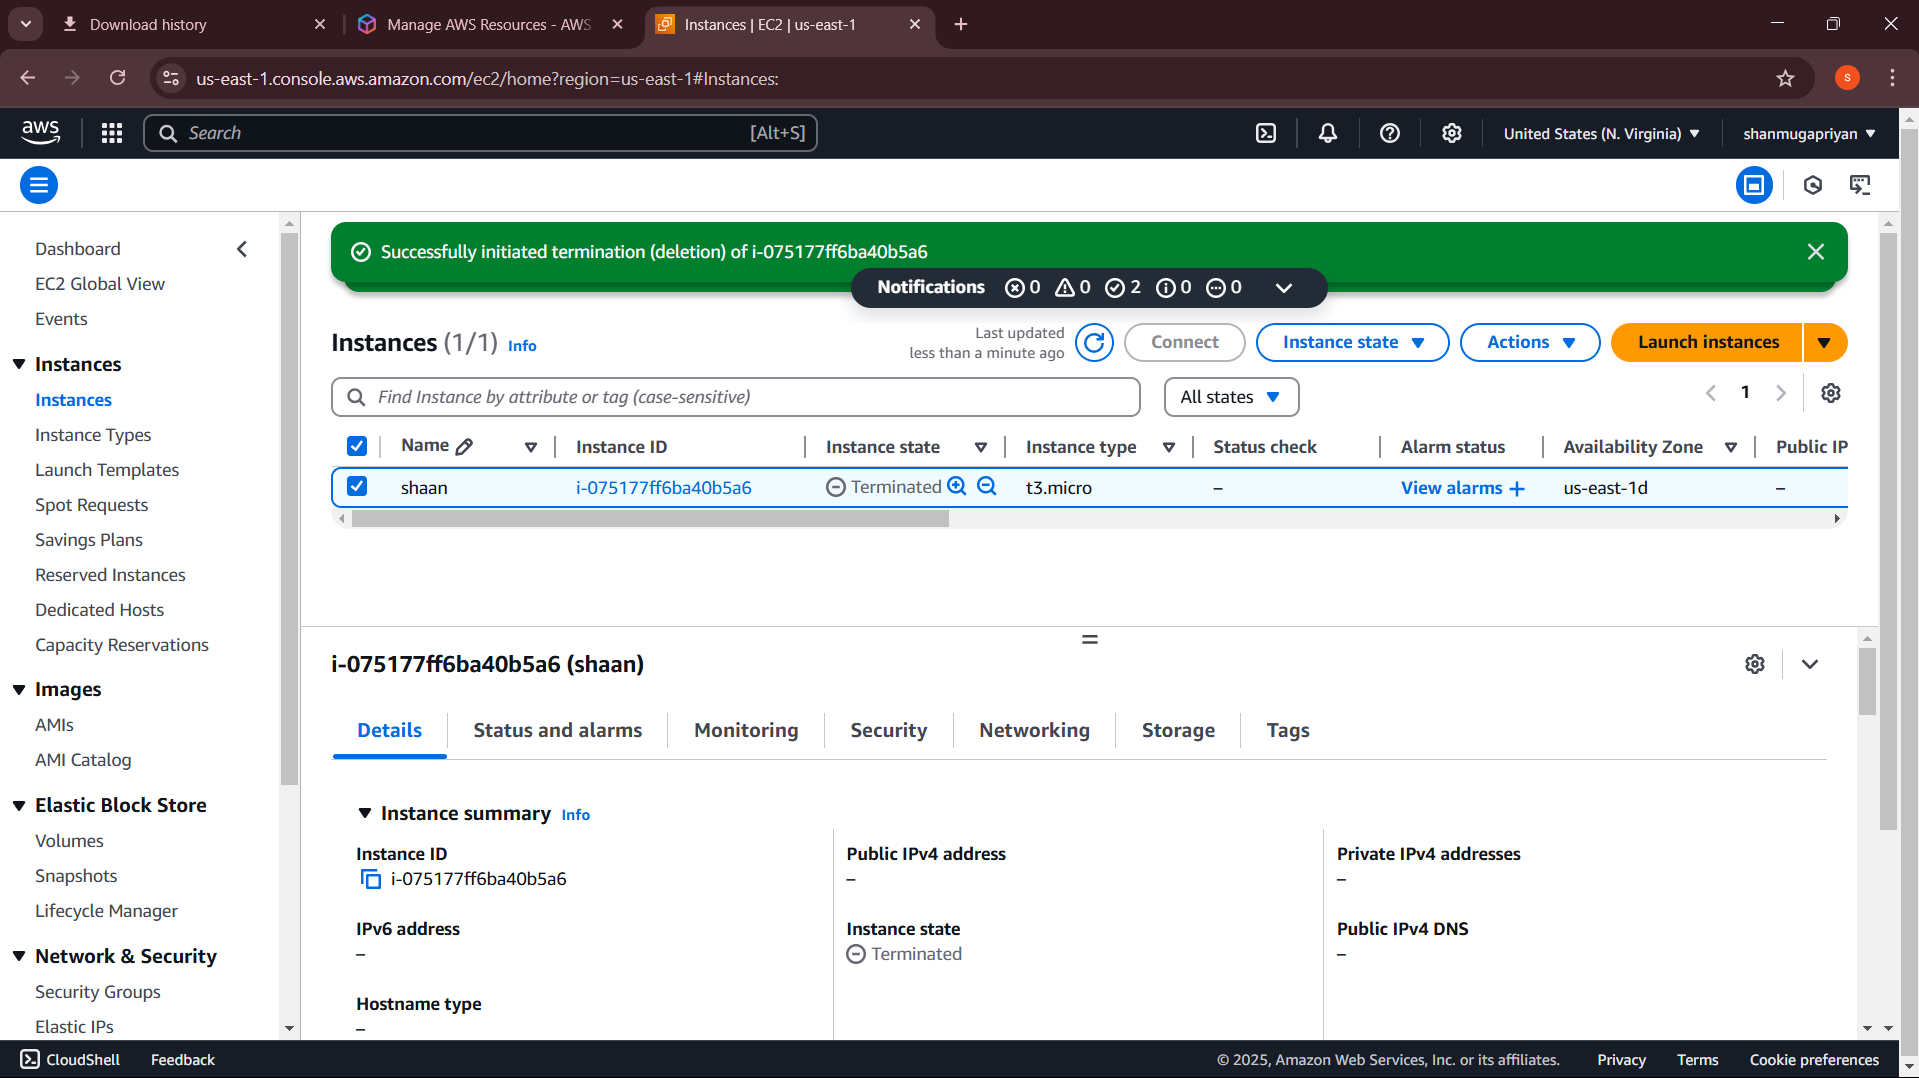 Download history
Manage AWS Resources - AWS
Instances | EC2 | us-east-1
us-east-1.console.aws.amazon.com/ec2/home?region=us-east-1#Instances:
S
aws
Search
[Alt+S]
United States (N. Virginia)
shanmugapriyan
Dashboard
EC2 Global View
Events
Instances
Instances
Instance Types
Launch Templates
Spot Requests
Savings Plans
Reserved Instances
Dedicated Hosts
Capacity Reservations
Images
AMIs
AMI Catalog
Elastic Block Store
Volumes
Snapshots
Lifecycle Manager
Network & Security
Security Groups
Elastic IPs
Successfully initiated termination (deletion) of i-075177ff6ba40b5a6
Notifications 0 0 2 0 0
Instances (1/1) Info
Last updated
less than a minute ago
Connect
Instance state
Actions
Launch instances
Find Instance by attribute or tag (case-sensitive)
All states
1
Name Instance ID Instance state Instance type Status check Alarm status Availability Zone Public IP
shaan i-075177ff6ba40b5a6 Terminated t3.micro – View alarms + us-east-1d –
i-075177ff6ba40b5a6 (shaan)
Details Status and alarms Monitoring Security Networking Storage Tags
Instance summary Info
Instance ID
i-075177ff6ba40b5a6
Public IPv4 address
–
Private IPv4 addresses
–
IPv6 address
–
Instance state
Terminated
Public IPv4 DNS
–
Hostname type
–
CloudShell Feedback
© 2025, Amazon Web Services, Inc. or its affiliates. Privacy Terms Cookie preferences